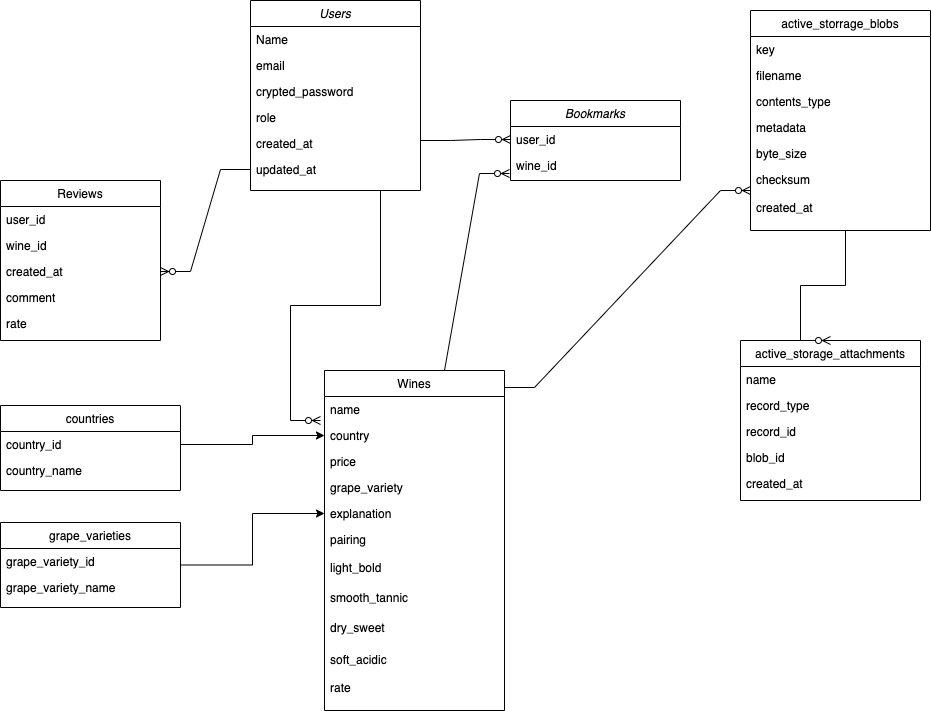 Users
Name
email
crypted_password
role
created_at
updated_at
active_storrage_blobs
key
filename
contents_type
metadata
byte_size
checksum
created_at
Bookmarks
user_id
wine_id
Reviews
user_id
wine_id
created_at
comment
rate
active_storage_attachments
name
record_type
record_id
blob_id
created_at
Wines
name
country
price
grape_variety
explanation
pairing
light_bold
smooth_tannic
dry_sweet
soft_acidic
rate
countries
country_id
country_name
grape_varieties
grape_variety_id
grape_variety_name